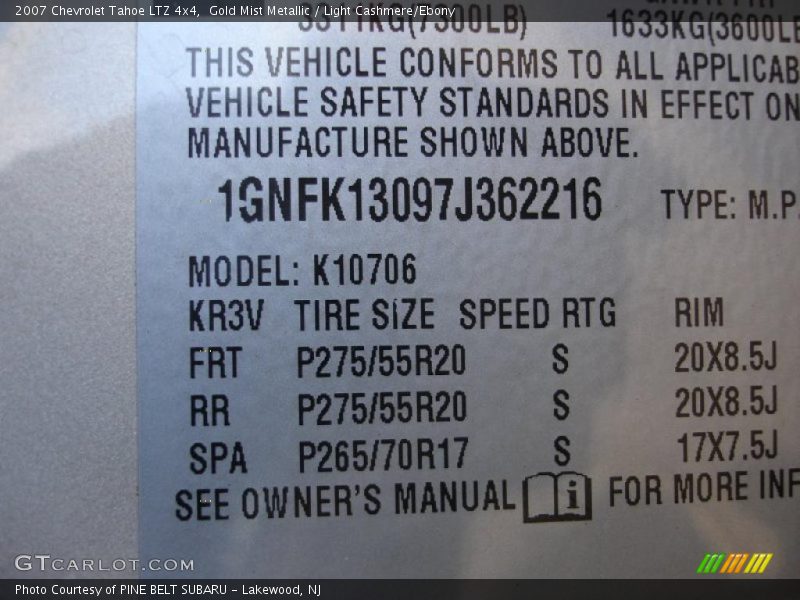 2007 Chevrolet Tahoe LTZ 4x4, Gold Mist Metallic / Light Cashmere/Ebony
3311KG(7300LB) 1633KG(3600LB
THIS VEHICLE CONFORMS TO ALL APPLICAB
VEHICLE SAFETY STANDARDS IN EFFECT ON
MANUFACTURE SHOWN ABOVE.
1GNFK13097J362216 TYPE: M.P.
MODEL: K10706
KR3V TIRE SIZE SPEED RTG RIM
FRT P275/55R20 S 20X8.5J
RR P275/55R20 S 20X8.5J
SPA P265/70R17 S 17X7.5J
SEE OWNER'S MANUAL i FOR MORE INF
GTCARLOT.COM
Photo Courtesy of PINE BELT SUBARU - Lakewood, NJ